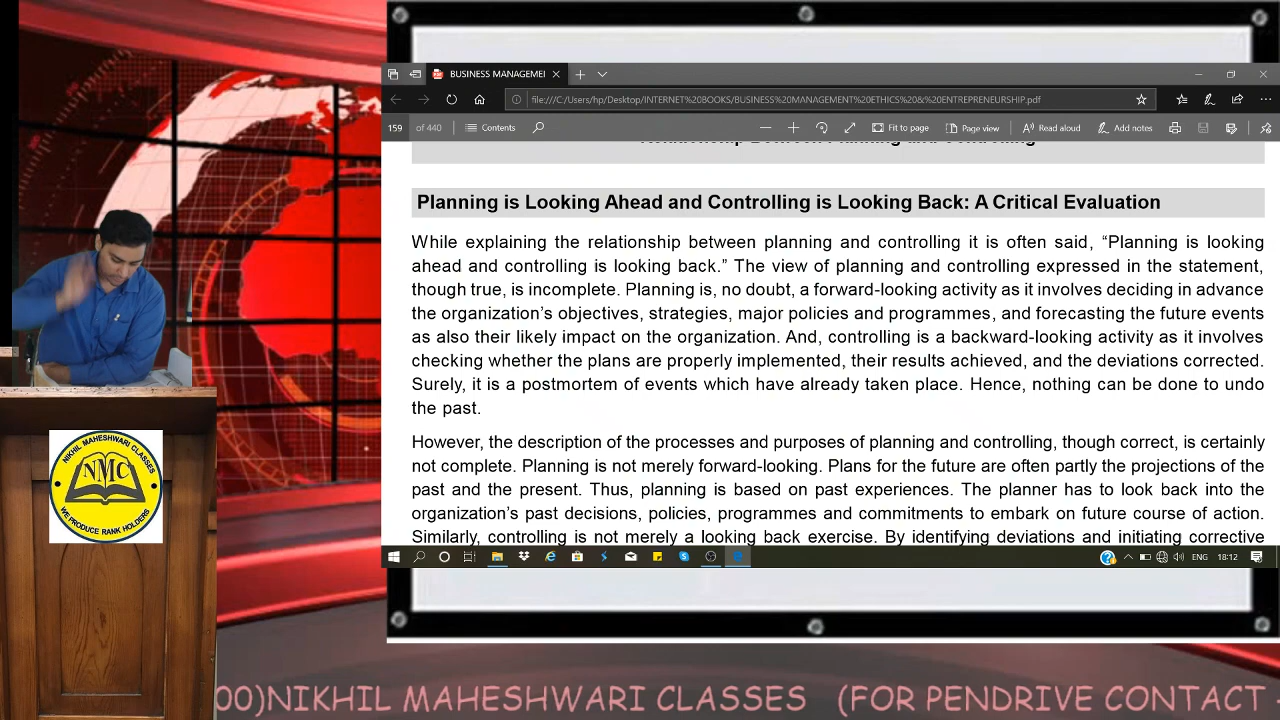 BUSINESS MANAGEMEI
file:///C:/Users/hp/Desktop/INTERNET%20BOOKS/BUSINESS%20MANAGEMENT%20ETHICS%20&%20ENTREPRENEURSHIP.pdf
159 of 440 Contents Fit to page Page view Read aloud Add notes
Relationship Between Planning and Controlling
Planning is Looking Ahead and Controlling is Looking Back: A Critical Evaluation
While explaining the relationship between planning and controlling it is often said, “Planning is looking
ahead and controlling is looking back.” The view of planning and controlling expressed in the statement,
though true, is incomplete. Planning is, no doubt, a forward-looking activity as it involves deciding in advance
the organization’s objectives, strategies, major policies and programmes, and forecasting the future events
as also their likely impact on the organization. And, controlling is a backward-looking activity as it involves
checking whether the plans are properly implemented, their results achieved, and the deviations corrected.
Surely, it is a postmortem of events which have already taken place. Hence, nothing can be done to undo
the past.
However, the description of the processes and purposes of planning and controlling, though correct, is certainly
not complete. Planning is not merely forward-looking. Plans for the future are often partly the projections of the
past and the present. Thus, planning is based on past experiences. The planner has to look back into the
organization’s past decisions, policies, programmes and commitments to embark on future course of action.
Similarly, controlling is not merely a looking back exercise. By identifying deviations and initiating corrective
ENG 18:12
NIKHIL MAHESHWARI CLASSES
NMC
WE PRODUCE RANK HOLDERS
00)NIKHIL MAHESHWARI CLASSES (FOR PENDRIVE CONTACT